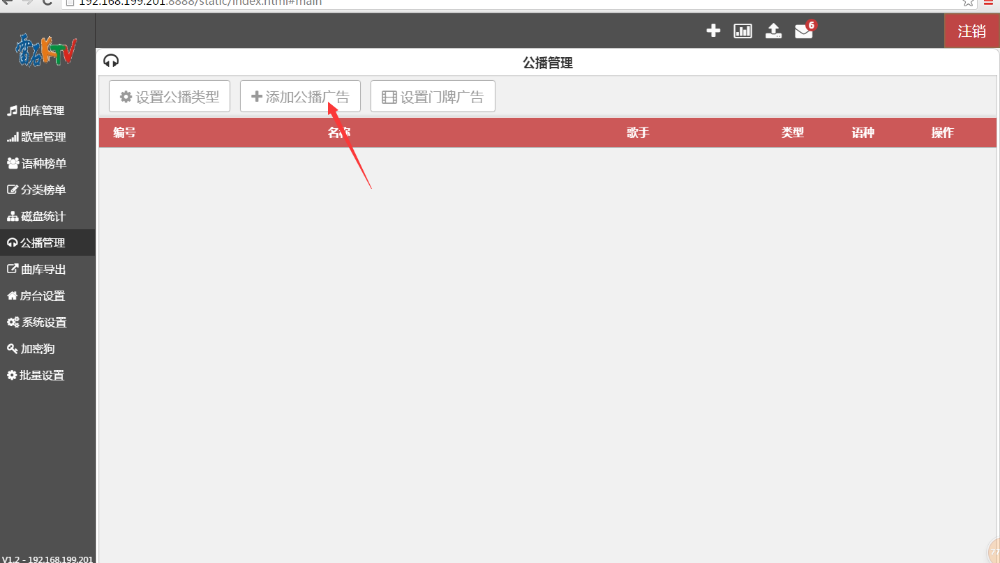 192.168.199.201:8888/static/index.html#main
雷石KTV
6
注销
公播管理
设置公播类型
添加公播广告
设置门牌广告
编号 名称 歌手 类型 语种 操作
曲库管理
歌星管理
语种榜单
分类榜单
磁盘统计
公播管理
曲库导出
房台设置
系统设置
加密狗
批量设置
V1.2 - 192.168.199.201
77